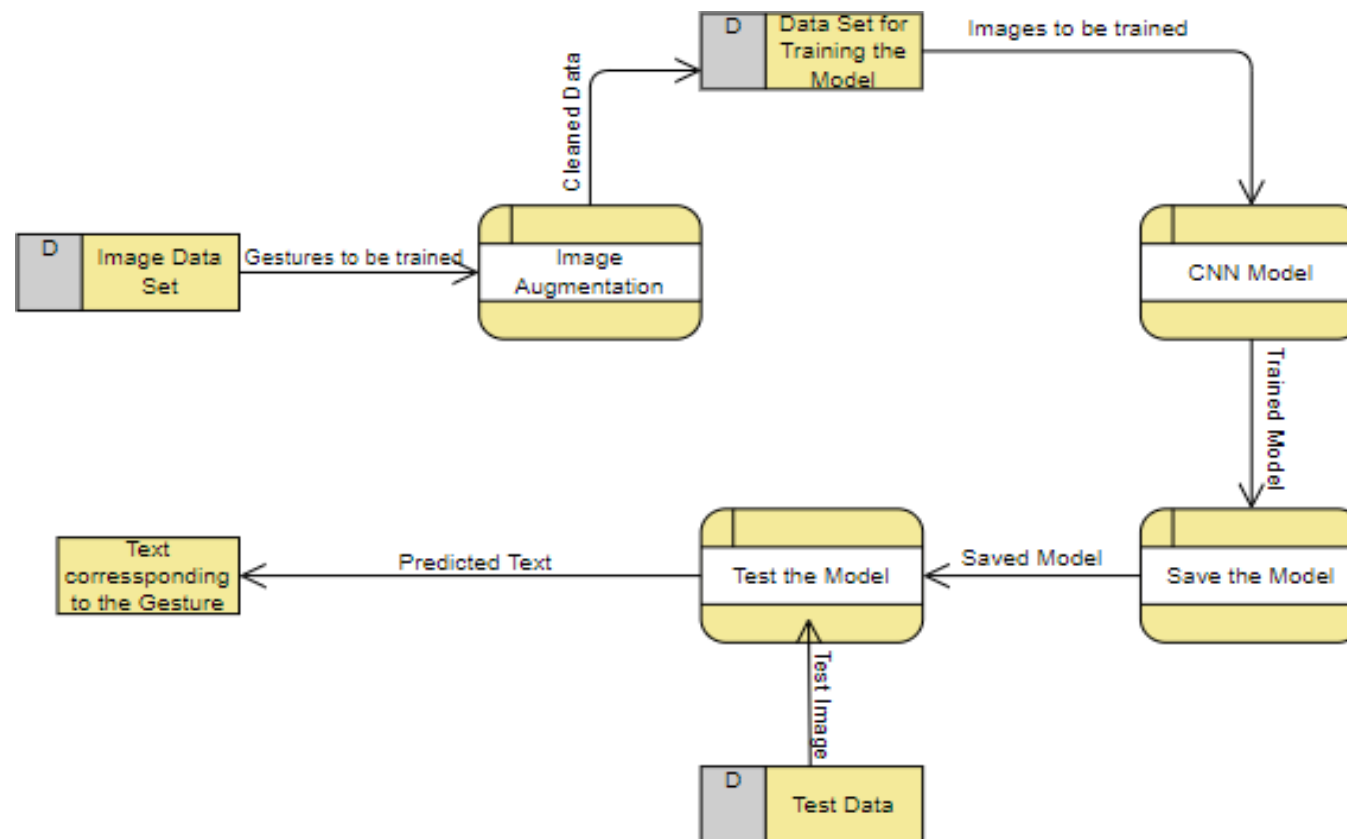 D
Data Set for
Training the
Model
Images to be trained
Cleaned Data
D
Image Data
Set
Gestures to be trained
Image
Augmentation
CNN Model
Trained Model
Text
corressponding
to the Gesture
Predicted Text
Test the Model
Saved Model
Save the Model
Test Image
D
Test Data